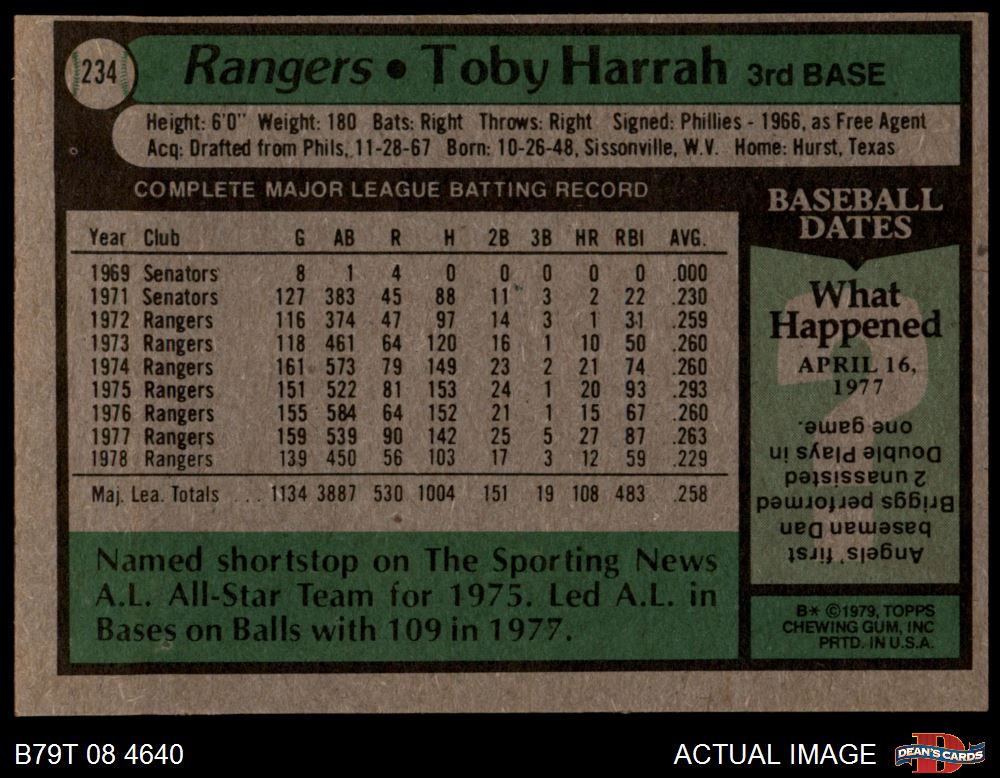 234
Rangers • Toby Harrah 3rd BASE
Height: 6'0" Weight: 180 Bats: Right Throws: Right Signed: Phillies - 1966, as Free Agent
Acq: Drafted from Phils, 11-28-67 Born: 10-26-48, Sissonville, W.V. Home: Hurst, Texas
COMPLETE MAJOR LEAGUE BATTING RECORD
Year Club G AB R H 2B 3B HR RBI AVG.
1969 Senators 8 1 4 0 0 0 0 0 .000
1971 Senators 127 383 45 88 11 3 2 22 .230
1972 Rangers 116 374 47 97 14 3 1 31 .259
1973 Rangers 118 461 64 120 16 1 10 50 .260
1974 Rangers 161 573 79 149 23 2 21 74 .260
1975 Rangers 151 522 81 153 24 1 20 93 .293
1976 Rangers 155 584 64 152 21 1 15 67 .260
1977 Rangers 159 539 90 142 25 5 27 87 .263
1978 Rangers 139 450 56 103 17 3 12 59 .229
Maj. Lea. Totals ... 1134 3887 530 1004 151 19 108 483 .258
Named shortstop on The Sporting News
A.L. All-Star Team for 1975. Led A.L. in
Bases on Balls with 109 in 1977.
BASEBALL
DATES
What
Happened
APRIL 16,
1977
Angels' first
baseman Dan
Briggs performed
2 unassisted
Double Plays in
one game.
B* ©1979, TOPPS
CHEWING GUM, INC
PRTD. IN U.S.A.
B79T 08 4640
ACTUAL IMAGE
DEAN'S CARDS